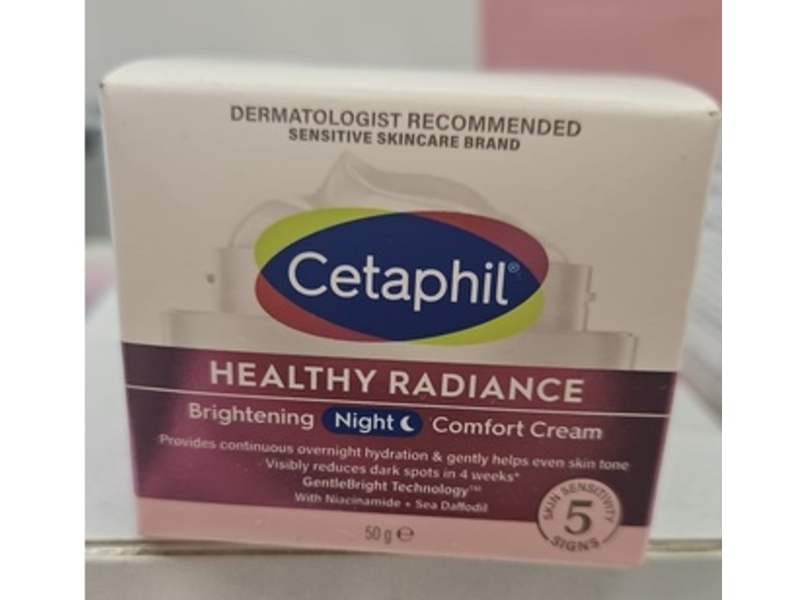 DERMATOLOGIST RECOMMENDED
SENSITIVE SKINCARE BRAND
Cetaphil®
HEALTHY RADIANCE
Brightening Night Comfort Cream
Provides continuous overnight hydration & gently helps even skin tone
Visibly reduces dark spots in 4 weeks*
GentleBright Technology™
With Niacinamide + Sea Daffodil
SKIN SENSITIVITY
5
SIGNS
50 g ℮